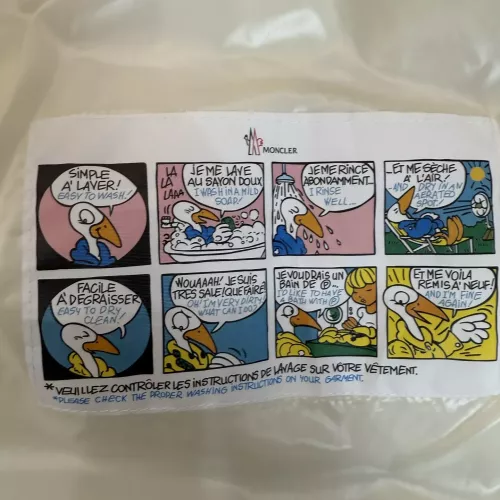 MONCLER
SIMPLE
A' LAVER!
EASY TO WASH!
LA
LA
LAAA
JE ME LAVE
AU SAVON DOUX
I WASH IN A MILD
SOAP!
JE ME RINCE
ABONDAMMENT...
I RINSE
WELL...
...ET ME SÈCHE
A' L'AIR!
AND DRY IN AN
AERATED
SPOT!
FACILE
A' DÉGRAISSER
EASY TO DRY,
CLEAN!
WOUAAAH! JE SUIS
TRÈS SALE! QUE FAIRE
OH! I'M VERY DIRTY!
WHAT CAN I DO?
JE VOUDRAIS UN
BAIN DE Ⓟ...
I'D LIKE TO HAVE
A BATH WITH Ⓟ
ET ME VOILA
REMIS A' NEUF!
AND I'M FINE
AGAIN!
*VEUILLEZ CONTRÔLER LES INSTRUCTIONS DE LAVAGE SUR VOTRE VÊTEMENT.
*PLEASE CHECK THE PROPER WASHING INSTRUCTIONS ON YOUR GARMENT.